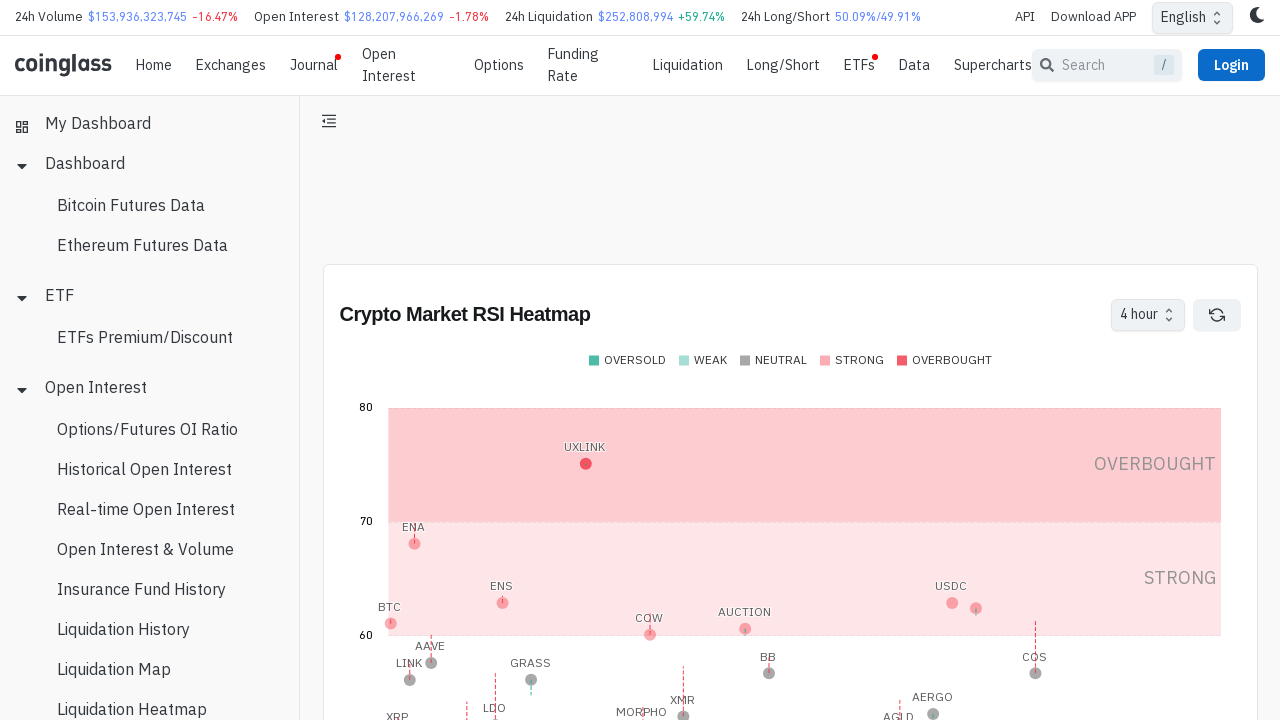 24h Volume $153,936,323,745 -16.47% Open Interest $128,207,966,269 -1.78% 24h Liquidation $252,808,994 +59.74% 24h Long/Short 50.09%/49.91% API Download APP English
coinglass Home Exchanges Journal Open Interest Options Funding Rate Liquidation Long/Short ETFs Data Supercharts Search / Login
My Dashboard
Dashboard
Bitcoin Futures Data
Ethereum Futures Data
ETF
ETFs Premium/Discount
Open Interest
Options/Futures OI Ratio
Historical Open Interest
Real-time Open Interest
Open Interest & Volume
Insurance Fund History
Liquidation History
Liquidation Map
Liquidation Heatmap
Crypto Market RSI Heatmap 4 hour
OVERSOLD WEAK NEUTRAL STRONG OVERBOUGHT
80
UXLINK
OVERBOUGHT
70
ENA
STRONG
ENS USDC
BTC AUCTION
COW
60
AAVE
LINK GRASS BB COS
AERGO
XMR
LDO
MORPHO
XRP AGLD